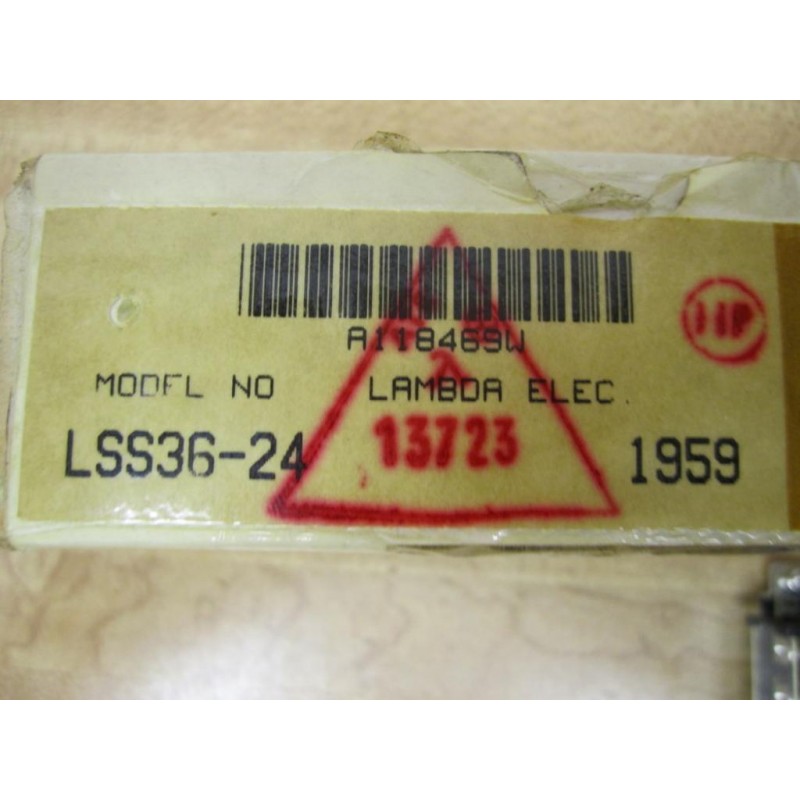 A118469W
MODEL NO LAMBDA ELEC.
LSS36-24 13723 1959